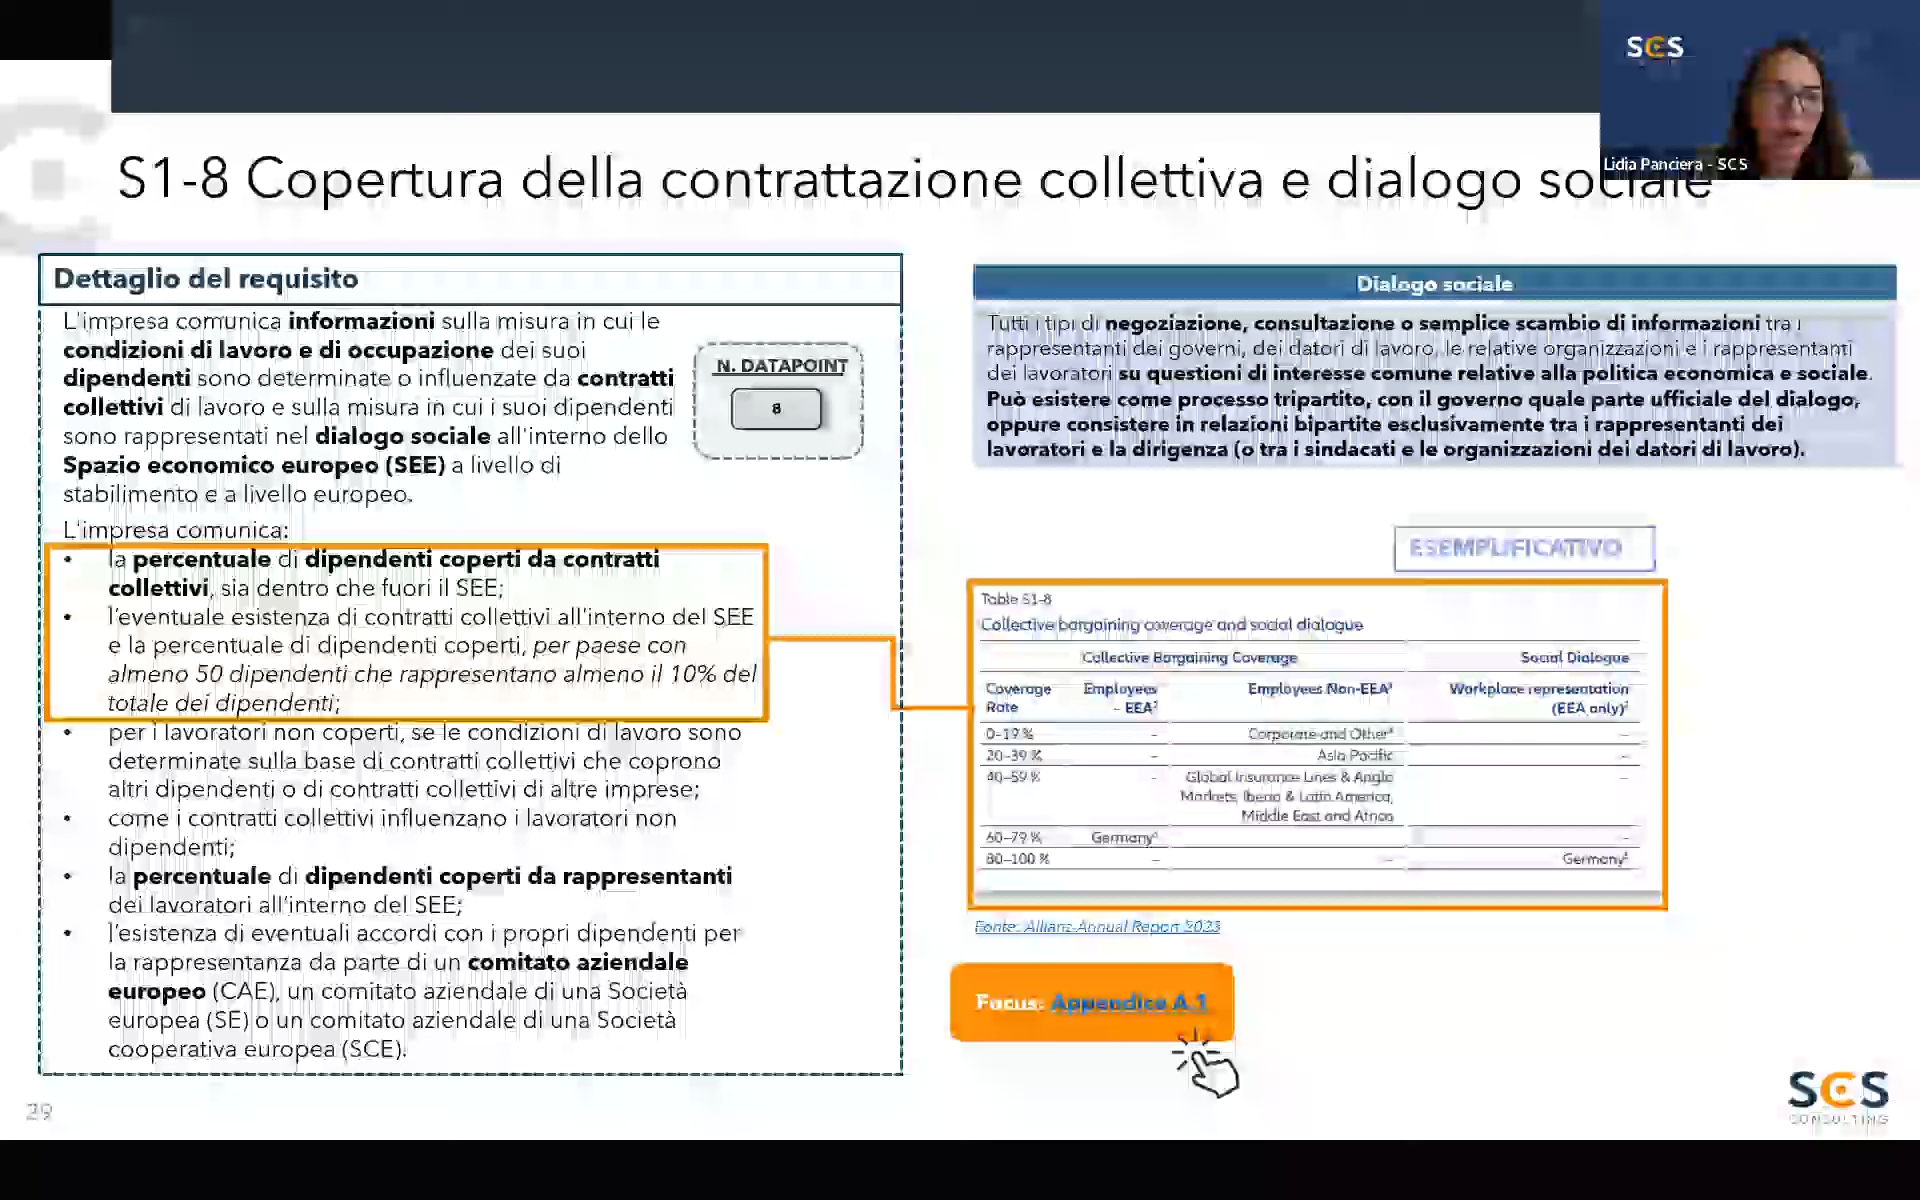 SCS
Lidia Panciera - SCS
S1-8 Copertura della contrattazione collettiva e dialogo sociale
Dettaglio del requisito
L'impresa comunica informazioni sulla misura in cui le
condizioni di lavoro e di occupazione dei suoi
dipendenti sono determinate o influenzate da contratti
collettivi di lavoro e sulla misura in cui i suoi dipendenti
sono rappresentati nel dialogo sociale all'interno dello
Spazio economico europeo (SEE) a livello di
stabilimento e a livello europeo.
N. DATAPOINT
8
L'impresa comunica:
• la percentuale di dipendenti coperti da contratti
collettivi, sia dentro che fuori il SEE;
• l'eventuale esistenza di contratti collettivi all'interno del SEE
e la percentuale di dipendenti coperti, per paese con
almeno 50 dipendenti che rappresentano almeno il 10% del
totale dei dipendenti;
• per i lavoratori non coperti, se le condizioni di lavoro sono
determinate sulla base di contratti collettivi che coprono
altri dipendenti o di contratti collettivi di altre imprese;
• come i contratti collettivi influenzano i lavoratori non
dipendenti;
• la percentuale di dipendenti coperti da rappresentanti
dei lavoratori all'interno del SEE;
• l'esistenza di eventuali accordi con i propri dipendenti per
la rappresentanza da parte di un comitato aziendale
europeo (CAE), un comitato aziendale di una Società
europea (SE) o un comitato aziendale di una Società
cooperativa europea (SCE).
Dialogo sociale
Tutti i tipi di negoziazione, consultazione o semplice scambio di informazioni tra i
rappresentanti dei governi, dei datori di lavoro, le relative organizzazioni e i rappresentanti
dei lavoratori su questioni di interesse comune relative alla politica economica e sociale.
Può esistere come processo tripartito, con il governo quale parte ufficiale del dialogo,
oppure consistere in relazioni bipartite esclusivamente tra i rappresentanti dei
lavoratori e la dirigenza (o tra i sindacati e le organizzazioni dei datori di lavoro).
ESEMPLIFICATIVO
Table S1-8
Collective bargaining coverage and social dialogue
Collective Bargaining Coverage Social Dialogue
Coverage Employees Employees Non-EEA Workplace representation
Rate - EEA (EEA only)
0-19 % – Corporate and Other –
20-39 % – Asia Pacific –
40-59 % – Global Insurance Lines & Anglo –
Markets, Iberia & Latin America,
Middle East and Africa
60-79 % Germany –
80-100 % – – Germany
Fonte: Allianz-Annual Report 2023
Focus: Appendice A.1
29
SCS
CONSULTING